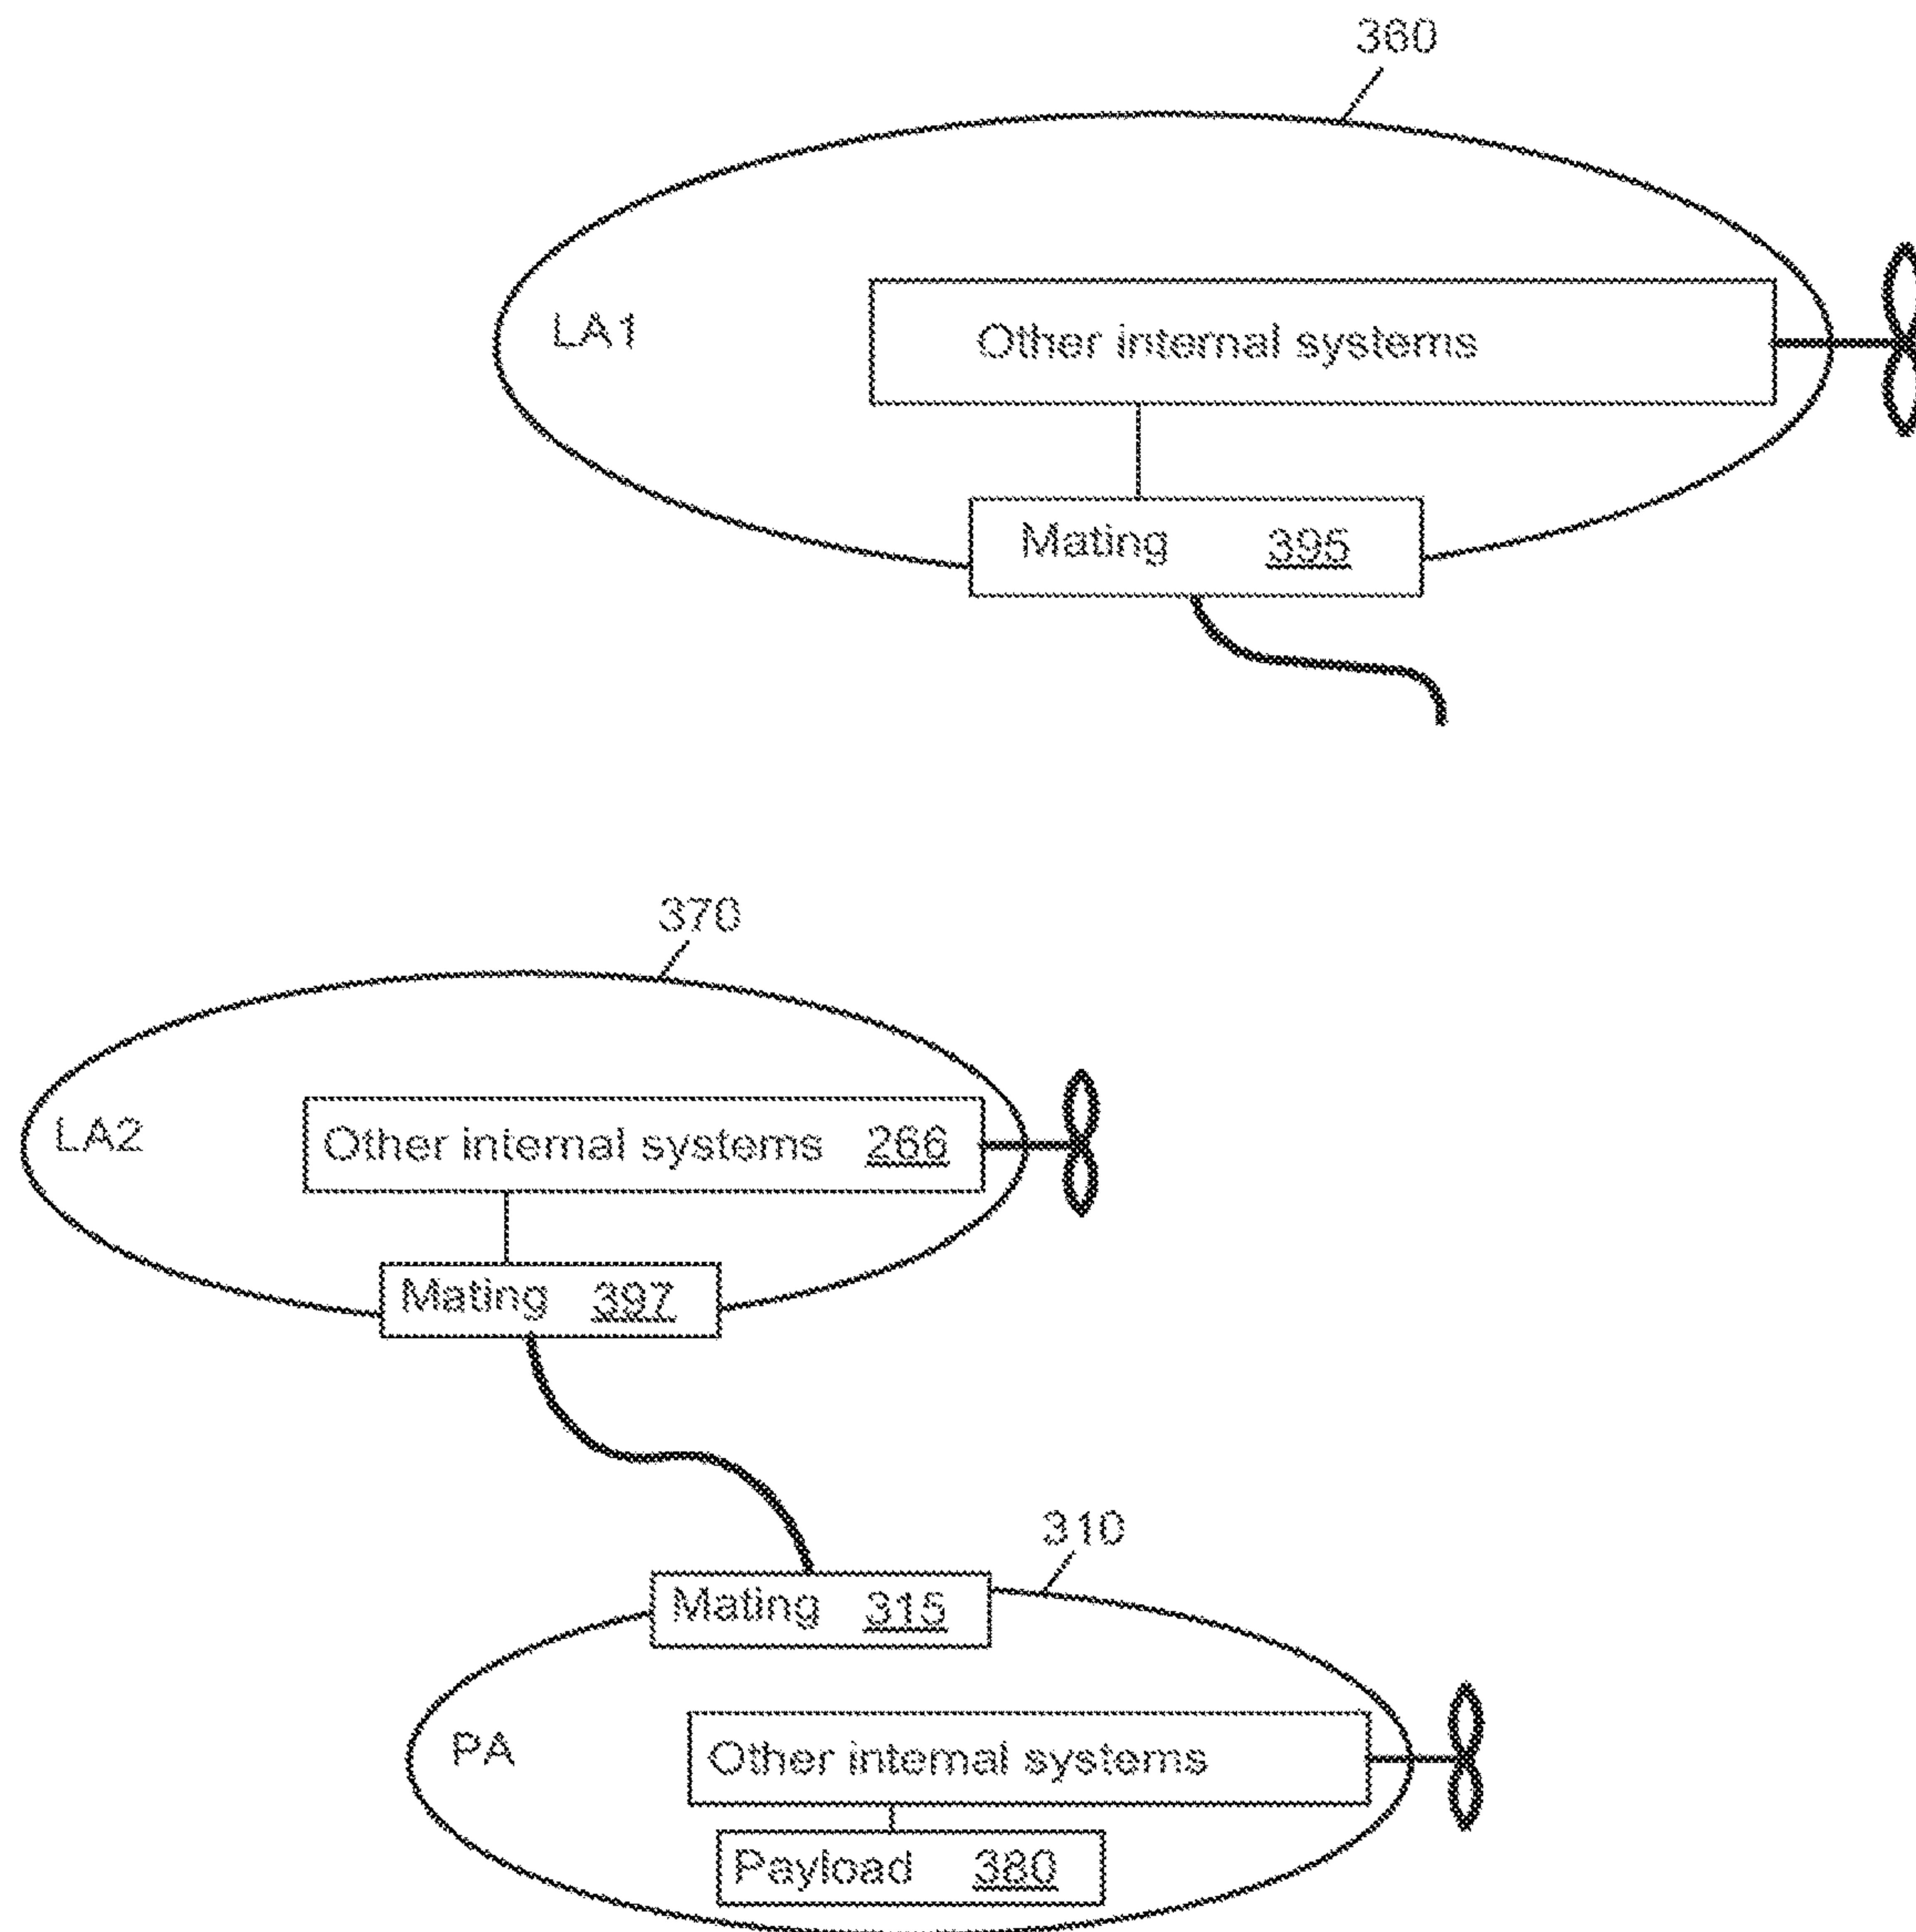 360
LA1
Other internal systems
Mating 395
370
LA2
Other internal systems 266
Mating 397
310
Mating 315
PA
Other internal systems
Payload 380